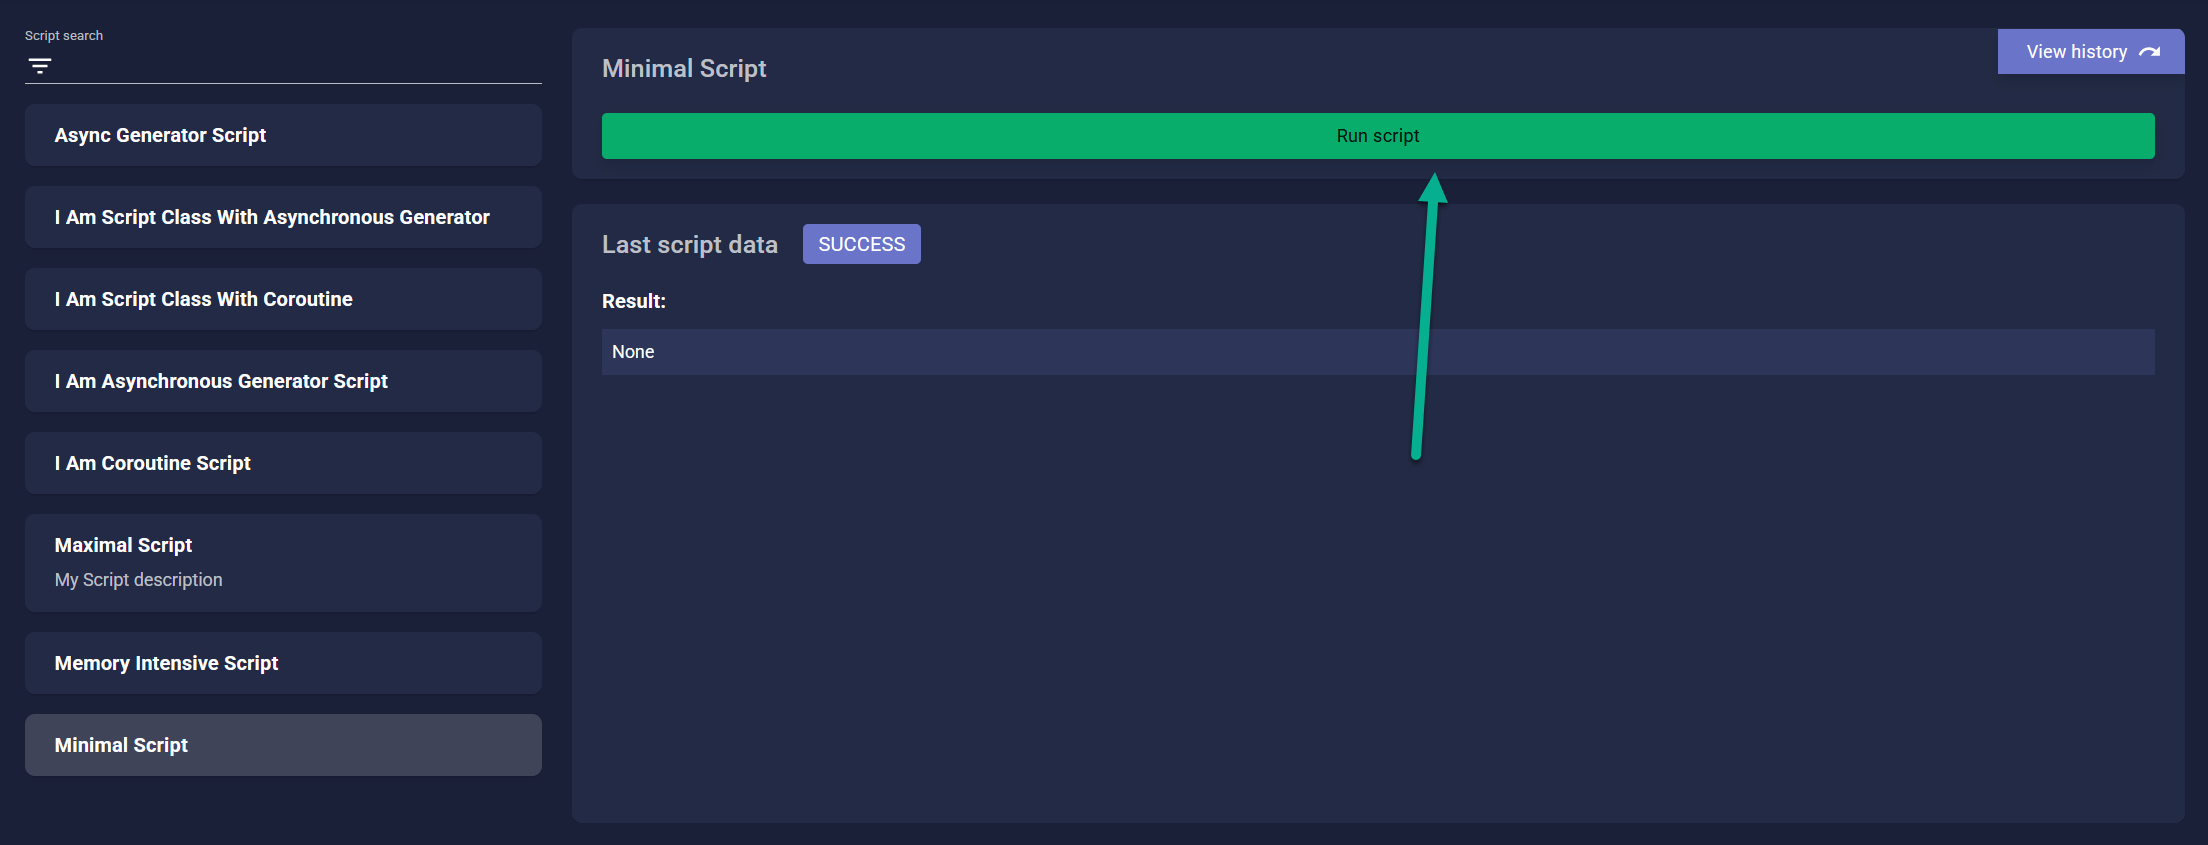 Script search
Async Generator Script
I Am Script Class With Asynchronous Generator
I Am Script Class With Coroutine
I Am Asynchronous Generator Script
I Am Coroutine Script
Maximal Script
My Script description
Memory Intensive Script
Minimal Script
Minimal Script
View history
Run script
Last script data
SUCCESS
Result:
None